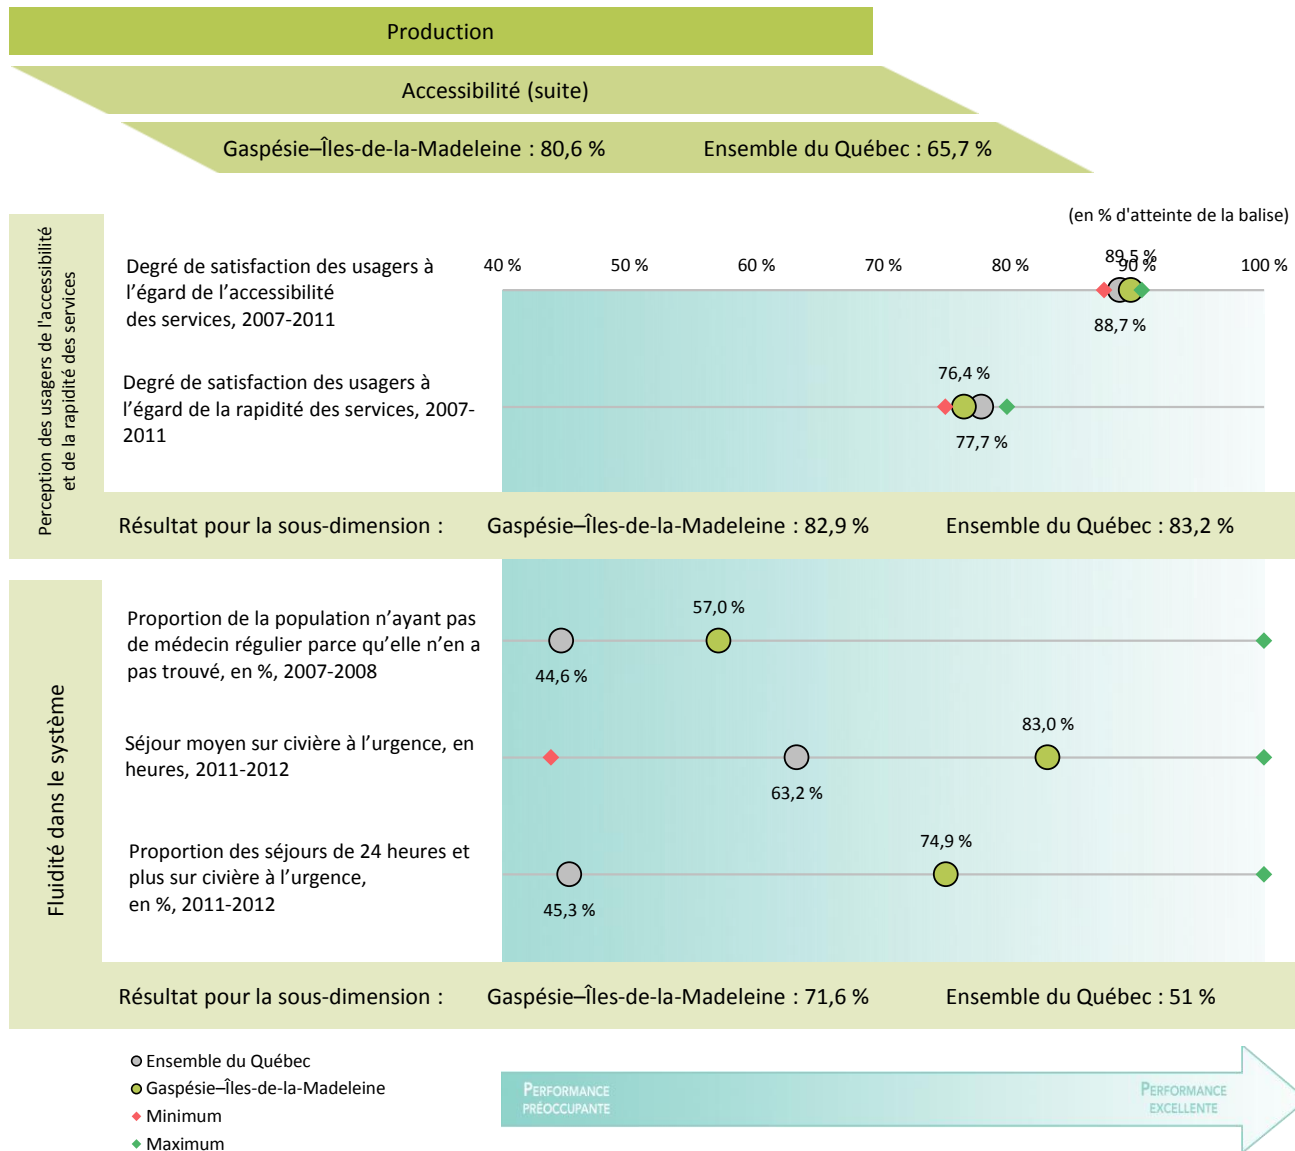 Production
Accessibilité (suite)
Gaspésie–Îles-de-la-Madeleine : 80,6 % Ensemble du Québec : 65,7 %
(en % d'atteinte de la balise)
40 % 50 % 60 % 70 % 80 % 90 % 100 %
Perception des usagers de l'accessibilité
et de la rapidité des services
Degré de satisfaction des usagers à
l'égard de l'accessibilité
des services, 2007-2011
89,5 %
88,7 %
Degré de satisfaction des usagers à
l'égard de la rapidité des services, 2007-
2011
76,4 %
77,7 %
Résultat pour la sous-dimension : Gaspésie–Îles-de-la-Madeleine : 82,9 % Ensemble du Québec : 83,2 %
Fluidité dans le système
Proportion de la population n'ayant pas
de médecin régulier parce qu'elle n'en a
pas trouvé, en %, 2007-2008
57,0 %
44,6 %
Séjour moyen sur civière à l'urgence, en
heures, 2011-2012
83,0 %
63,2 %
Proportion des séjours de 24 heures et
plus sur civière à l'urgence,
en %, 2011-2012
74,9 %
45,3 %
Résultat pour la sous-dimension : Gaspésie–Îles-de-la-Madeleine : 71,6 % Ensemble du Québec : 51 %
Ensemble du Québec
Gaspésie–Îles-de-la-Madeleine
Minimum
Maximum
PERFORMANCE
PRÉOCCUPANTE
PERFORMANCE
EXCELLENTE